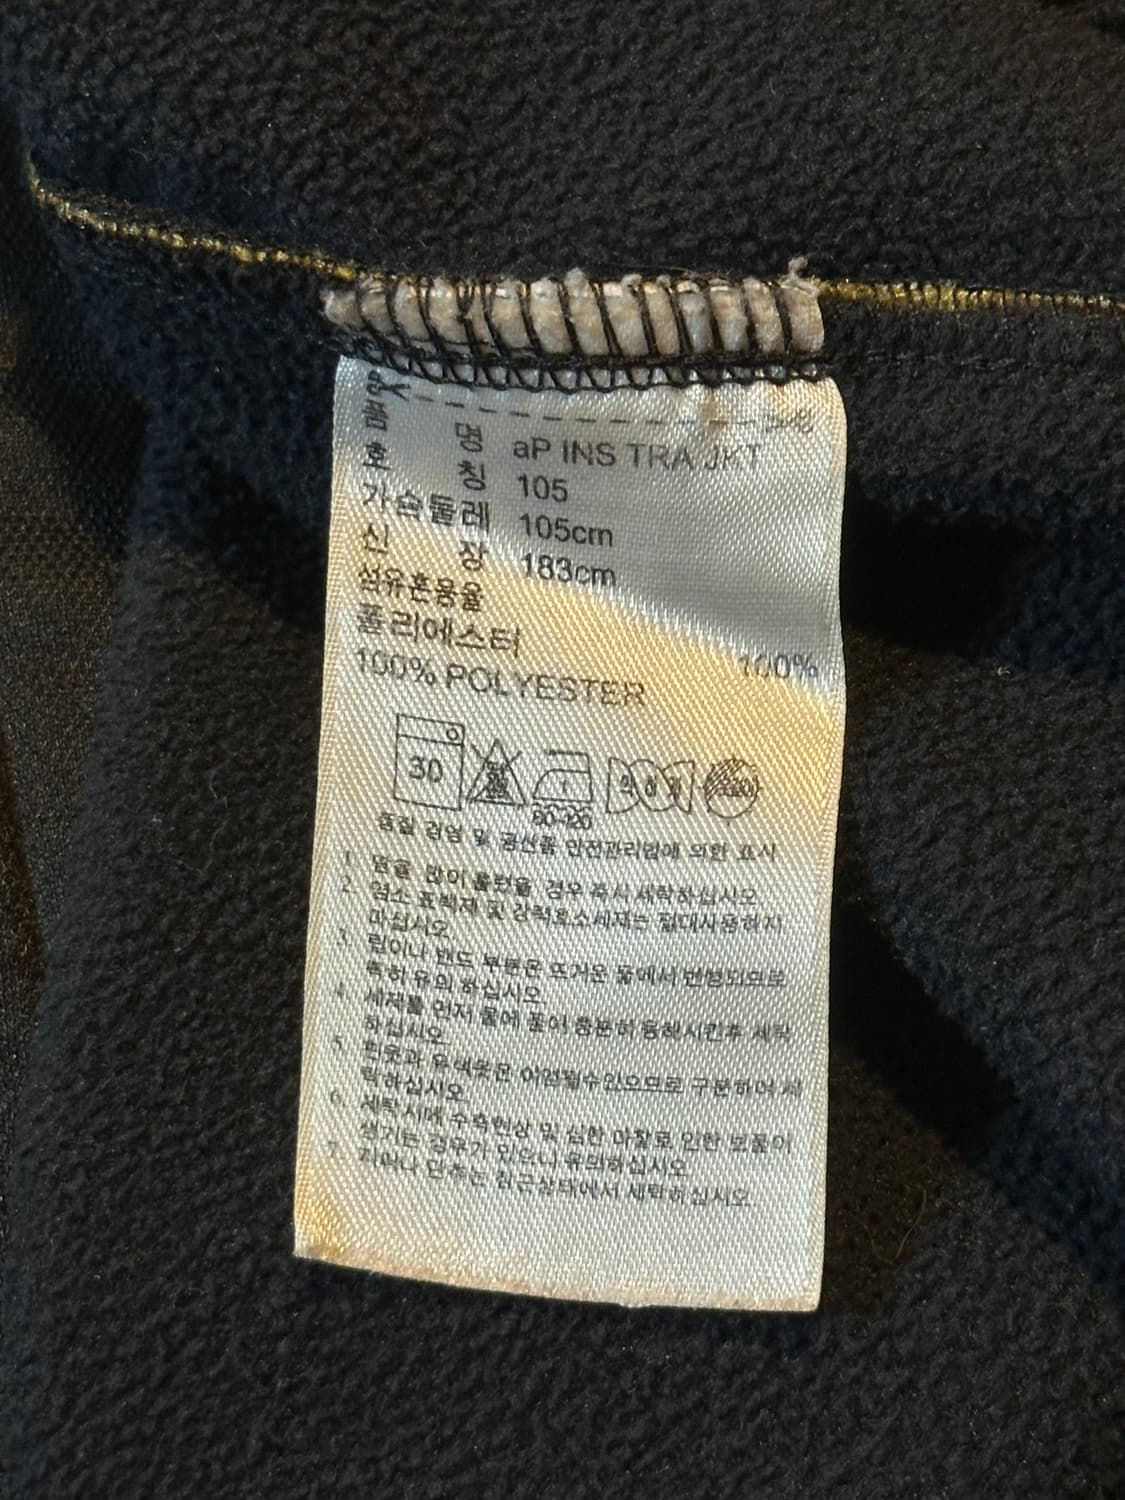 품 명 aP INS TRA JKT
호 칭 105
가슴둘레 105cm
신 장 183cm
섬유혼용율
폴리에스터 100%
100% POLYESTER
30
80-120
품질 경영 및 공산품 안전관리법에 의한 표시
1. 땀을 많이 흘렸을 경우 즉시 세탁하십시오
2. 염소 표백제 및 강력효소세제는 절대사용하지
마십시오
3. 린이나 밴드 부분은 뜨거운 물에서 변형되므로
특히 유의 하십시오
4. 세제를 먼저 물에 풀어 충분히 용해시킨후 세탁
하십시오
5. 흰옷과 유색옷은 이염될수있으므로 구분하여 세
탁하십시오
6. 세탁시에 수축현상 및 심한 마찰로 인한 보풀이
생기는 경우가 있으니 유의하십시오
7. 지퍼나 단추는 잠근상태에서 세탁하십시오